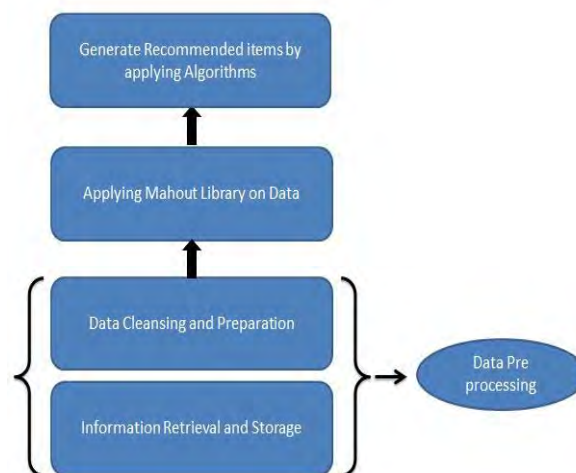 Generate Recommended items by
applying Algorithms
Applying Mahout Library on Data
Data Cleansing and Preparation
Data Pre
processing
Information Retrieval and Storage